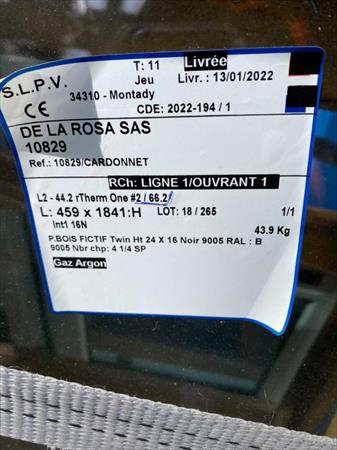 S.L.P.V. T: 11 Livrée
CE Jeu Livr. : 13/01/2022
34310 - Montady
CDE: 2022-194 / 1
DE LA ROSA SAS
10829
Ref.: 10829/CARDONNET
RCh: LIGNE 1/OUVRANT 1
L2 - 44.2 rTherm One #2 / 66.2
L: 459 x 1841:H LOT: 18 / 265 1/1
Int1 16N 43.9 Kg
P.BOIS FICTIF Twin Ht 24 X 16 Noir 9005 RAL : B
9005 Nbr chp: 4 1/4 SP
Gaz Argon